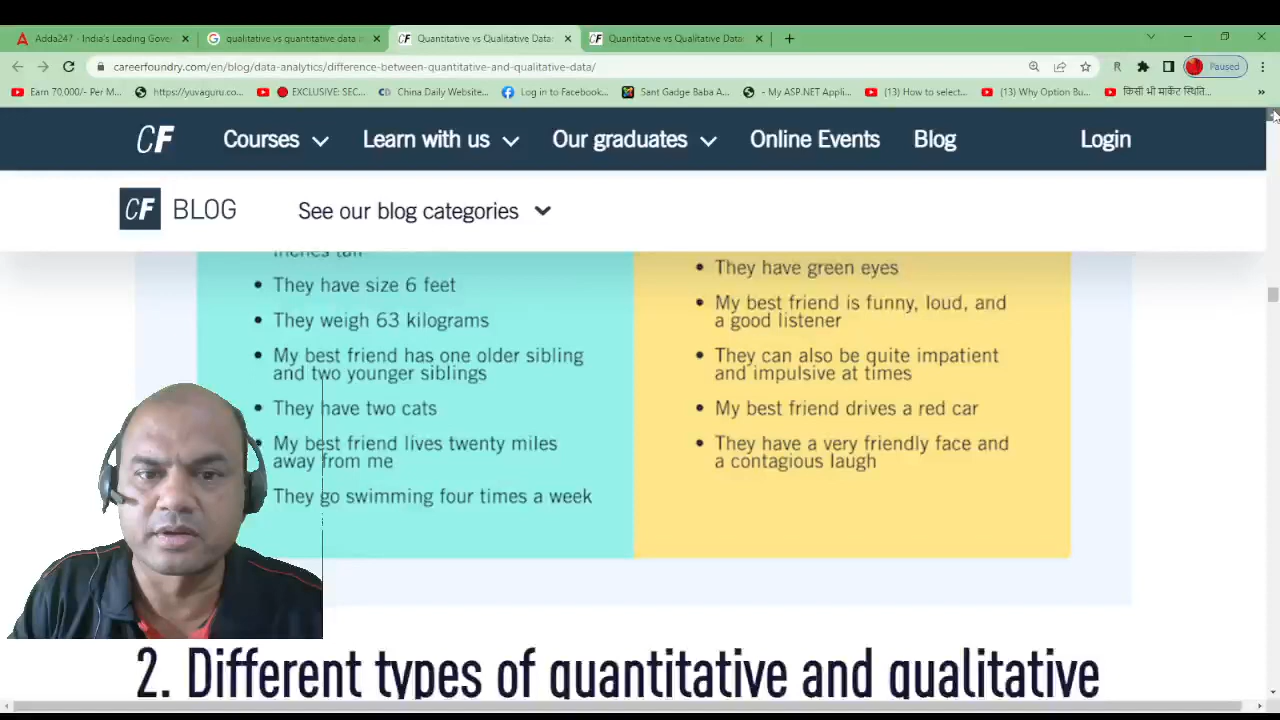 Adda247 - India's Leading Gove
qualitative vs quantitative data i
Quantitative vs Qualitative Data:
Quantitative vs Qualitative Data:
careerfoundry.com/en/blog/data-analytics/difference-between-quantitative-and-qualitative-data/
Paused
Earn 70,000/- Per M...
https://yuvaguru.co...
EXCLUSIVE: SEC...
China Daily Website...
Log in to Facebook...
Sant Gadge Baba A...
- My ASP.NET Appli...
(13) How to select...
(13) Why Option Bu...
किसी भी मार्केट स्थिति...
CF
Courses
Learn with us
Our graduates
Online Events
Blog
Login
CF BLOG
See our blog categories
inches tall
They have size 6 feet
They weigh 63 kilograms
My best friend has one older sibling
and two younger siblings
They have two cats
My best friend lives twenty miles
away from me
They go swimming four times a week
They have green eyes
My best friend is funny, loud, and
a good listener
They can also be quite impatient
and impulsive at times
My best friend drives a red car
They have a very friendly face and
a contagious laugh
2. Different types of quantitative and qualitative